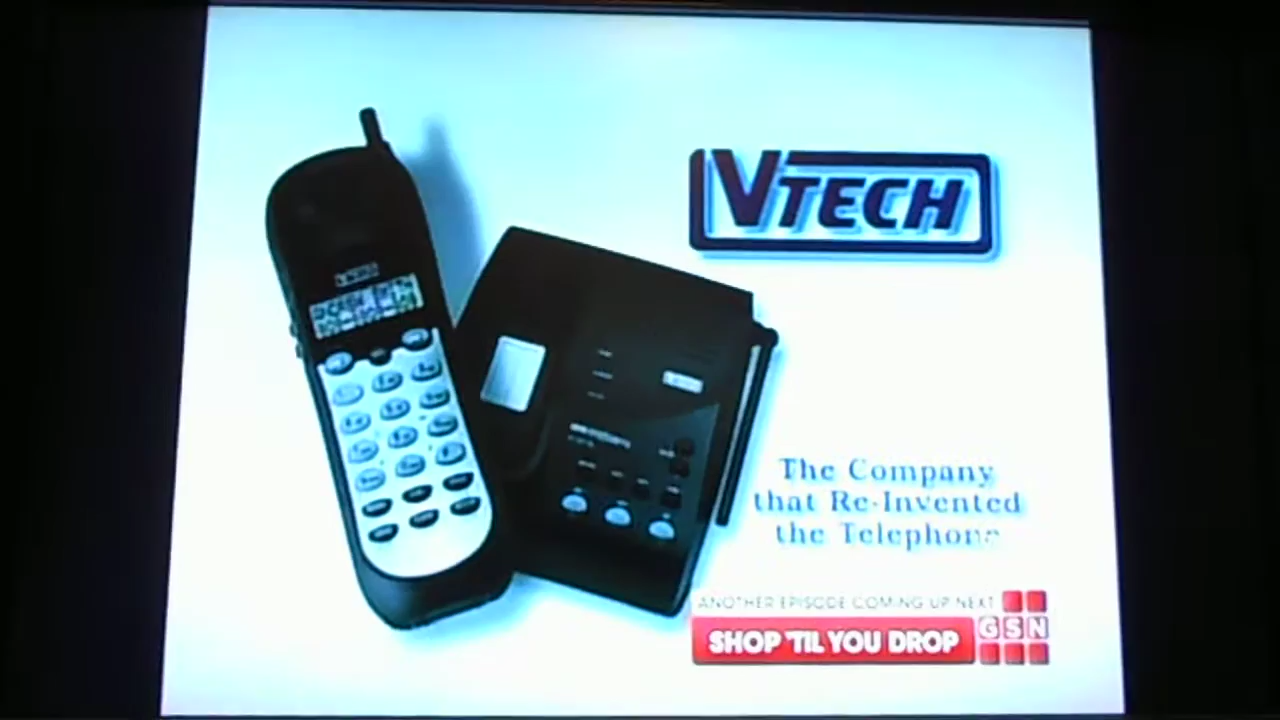 VTECH
The Company
that Re-Invented
the Telephone
ANOTHER EPISODE COMING UP NEXT
SHOP 'TIL YOU DROP
GSN